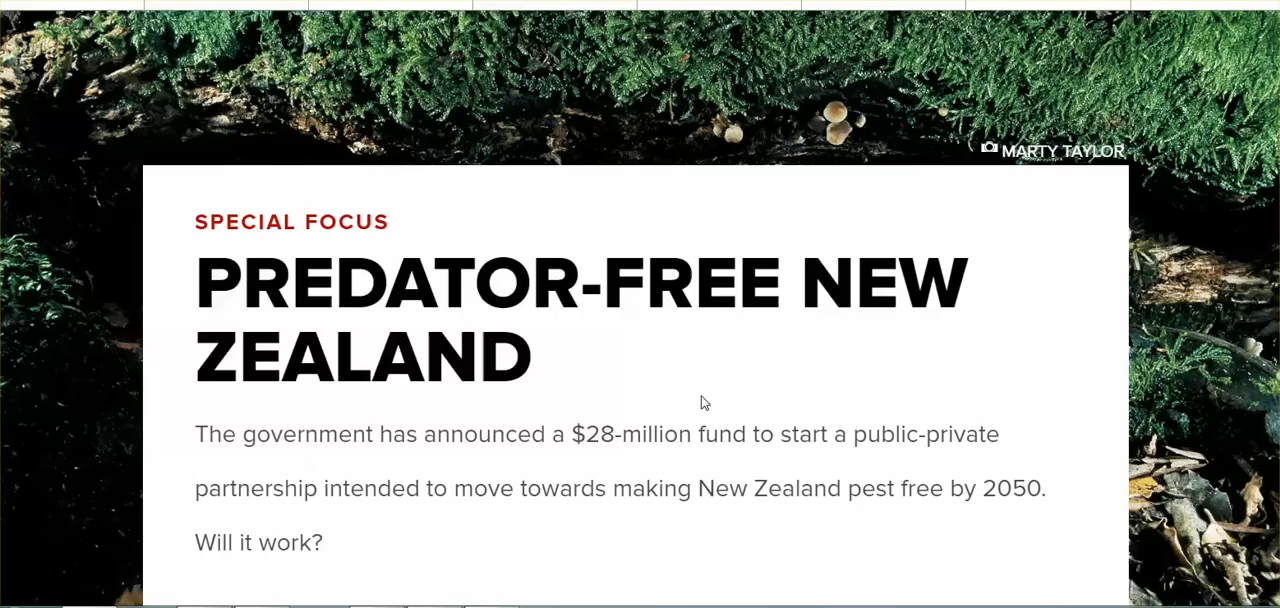 MARTY TAYLOR
SPECIAL FOCUS
PREDATOR-FREE NEW
ZEALAND
The government has announced a $28-million fund to start a public-private
partnership intended to move towards making New Zealand pest free by 2050.
Will it work?